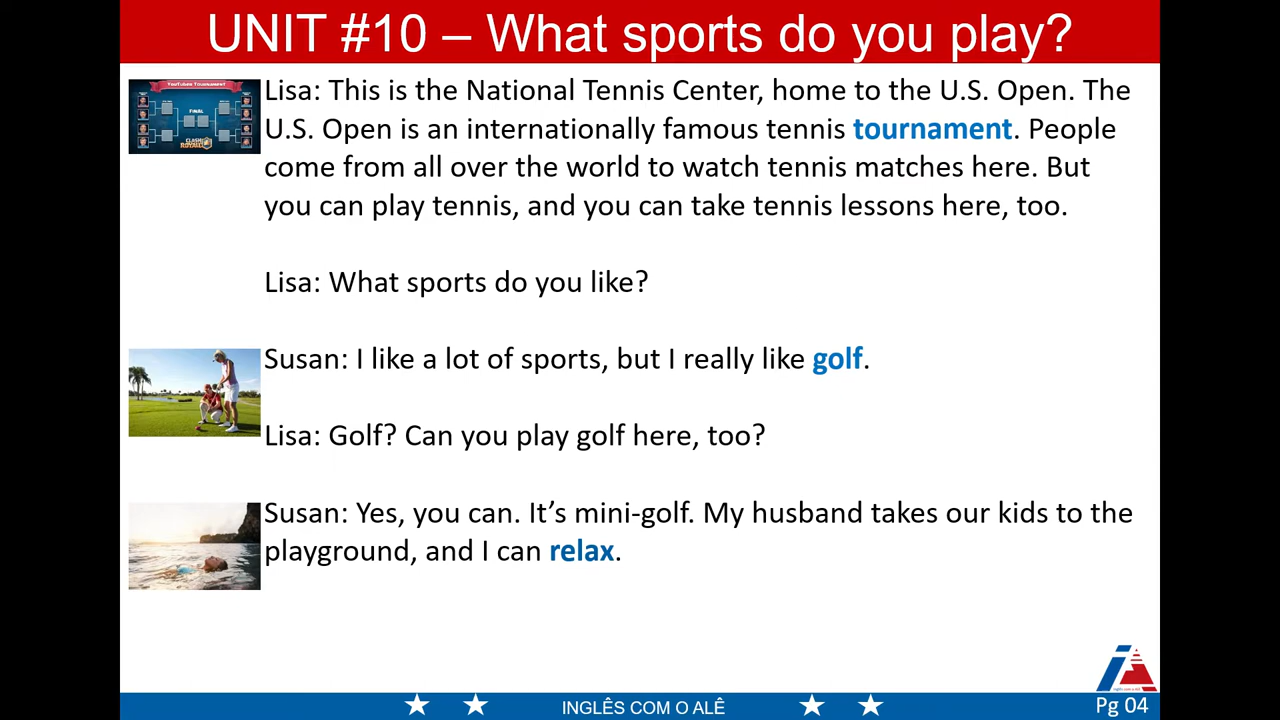 UNIT #10 – What sports do you play?
YouTuber Tournament
FINAL
CLASH
ROYALE
Lisa: This is the National Tennis Center, home to the U.S. Open. The
U.S. Open is an internationally famous tennis tournament. People
come from all over the world to watch tennis matches here. But
you can play tennis, and you can take tennis lessons here, too.
Lisa: What sports do you like?
Susan: I like a lot of sports, but I really like golf.
Lisa: Golf? Can you play golf here, too?
Susan: Yes, you can. It’s mini-golf. My husband takes our kids to the
playground, and I can relax.
INGLÊS COM O ALÊ
Pg 04